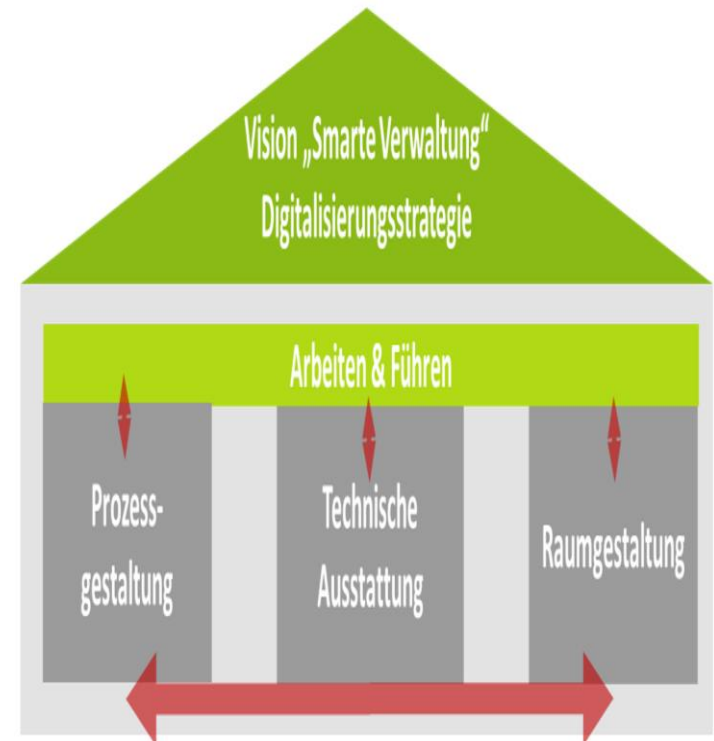 Vision „Smarte Verwaltung“
Digitalisierungsstrategie
Arbeiten & Führen
Prozess-
gestaltung
Technische
Ausstattung
Raumgestaltung